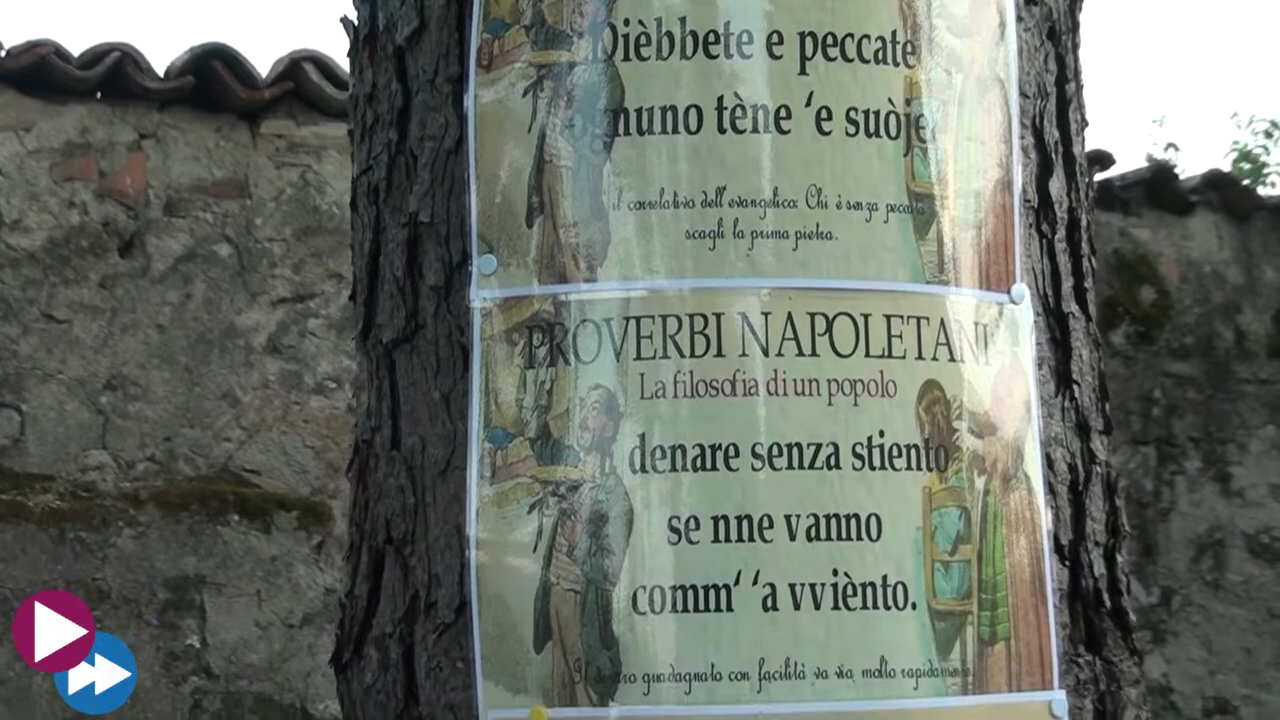 Dièbbete e peccate
ognuno tène ‘e suòje
il correlativo dell'evangelica: Chi è senza peccato
scagli la prima pietra.
PROVERBI NAPOLETANI
La filosofia di un popolo
denare senza stiento
se nne vanno
comm‘ ‘a vviènto.
Il denaro guadagnato con facilità va via molto rapidamente